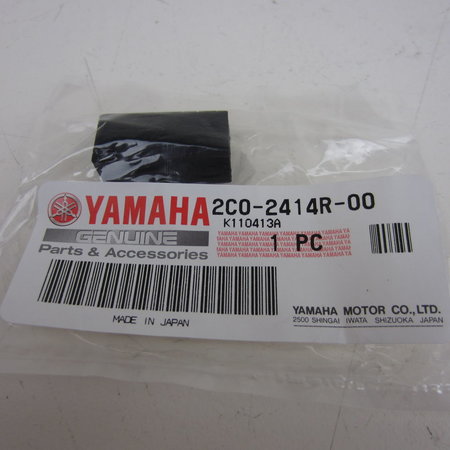 YAMAHA 2C0-2414R-00
K110413A
GENUINE
Parts & Accessories
1 PC
MADE IN JAPAN
YAMAHA MOTOR CO.,LTD.
2500 SHINGAI IWATA SHIZUOKA JAPAN